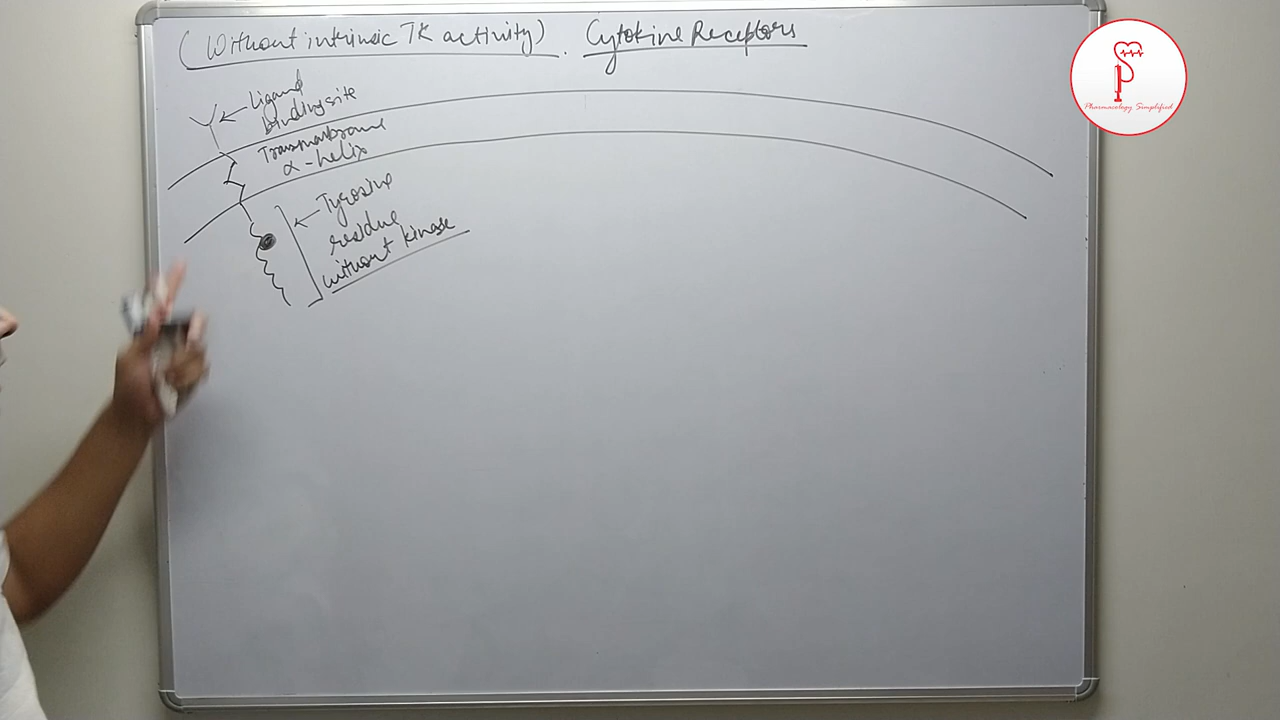 (Without intrinsic TK activity). Cytokine Receptors
Ligand
binding site
Transmembrane
α-helix
Tyrosine
residue
without kinase
Pharmacology Simplified